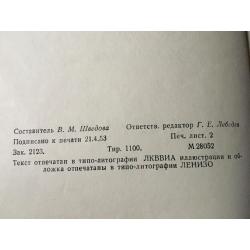 Составитель В. М. Шведова Ответств. редактор Г. Е. Лебедев
Подписано к печати 21.4.53 Печ. лист. 2
Зак. 2123. Тир. 1100. М 28052
Текст отпечатан в типо-литографии ЛКВВИА иллюстрации и об-
ложка отпечатаны в типо-литографии ЛЕНИЗО